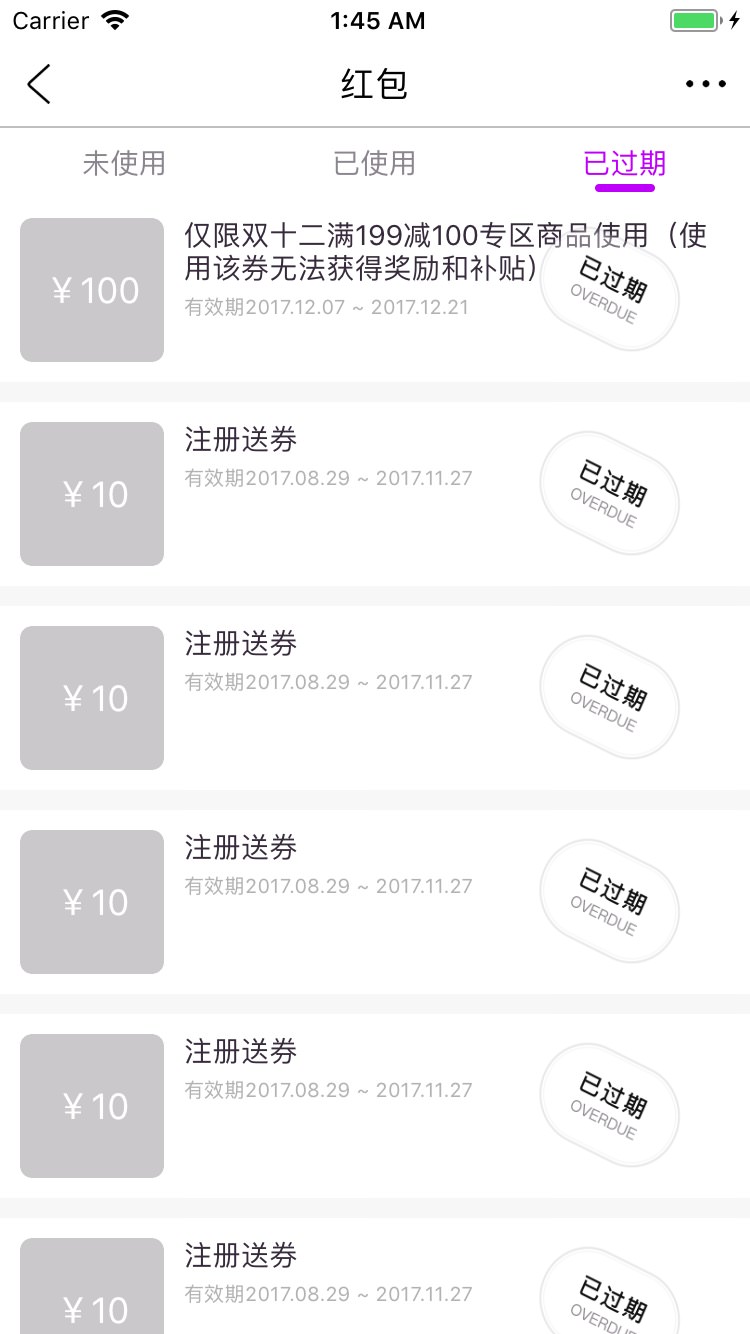 Carrier 1:45 AM
红包
未使用 已使用 已过期
¥ 100
仅限双十二满199减100专区商品使用（使
用该券无法获得奖励和补贴）
有效期2017.12.07 ~ 2017.12.21
已过期
OVERDUE
¥ 10
注册送券
有效期2017.08.29 ~ 2017.11.27
已过期
OVERDUE
¥ 10
注册送券
有效期2017.08.29 ~ 2017.11.27
已过期
OVERDUE
¥ 10
注册送券
有效期2017.08.29 ~ 2017.11.27
已过期
OVERDUE
¥ 10
注册送券
有效期2017.08.29 ~ 2017.11.27
已过期
OVERDUE
¥ 10
注册送券
有效期2017.08.29 ~ 2017.11.27
已过期
OVERDU